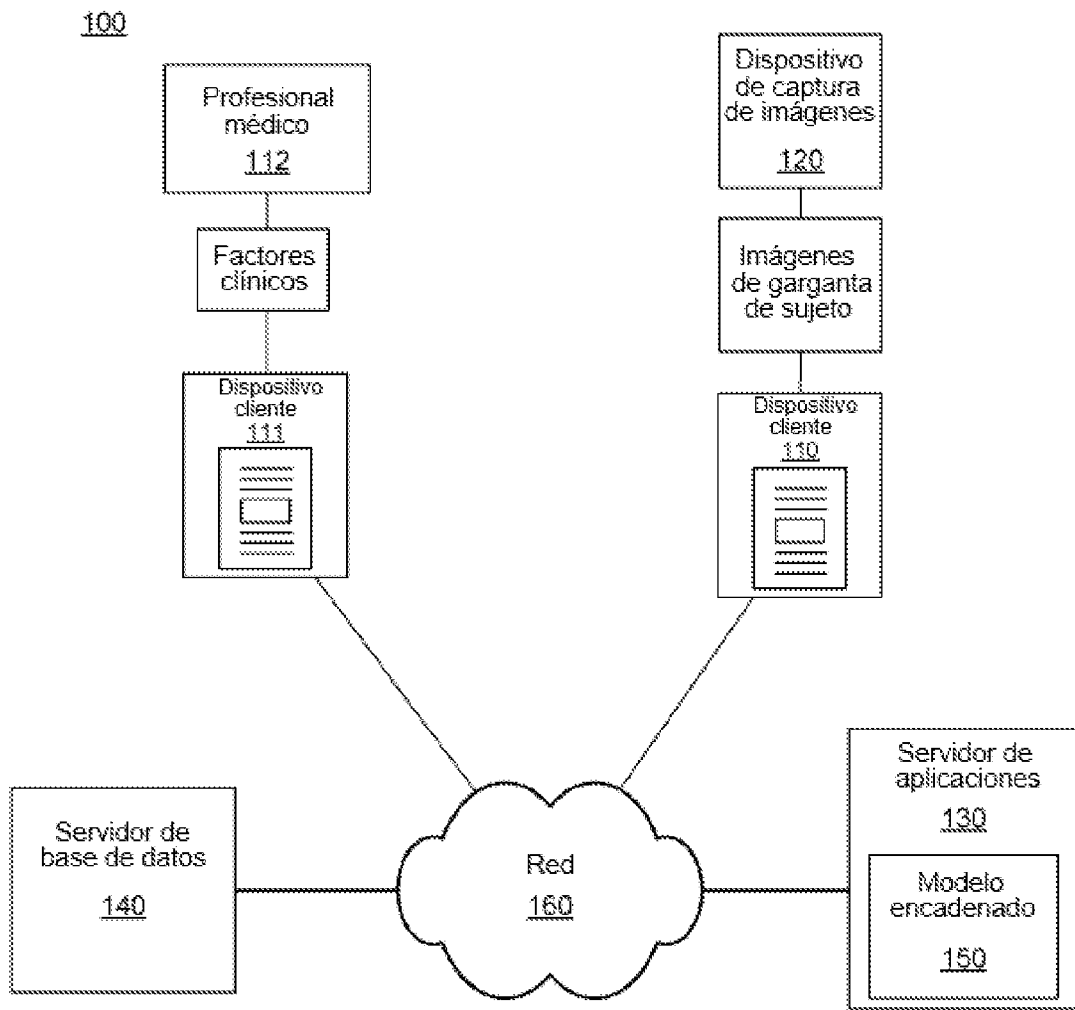 100
Profesional
médico
112
Factores
clínicos
Dispositivo
cliente
111
Dispositivo
de captura
de imágenes
120
Imágenes
de garganta
de sujeto
Dispositivo
cliente
110
Servidor de
base de datos
140
Red
160
Servidor de
aplicaciones
130
Modelo
encadenado
150